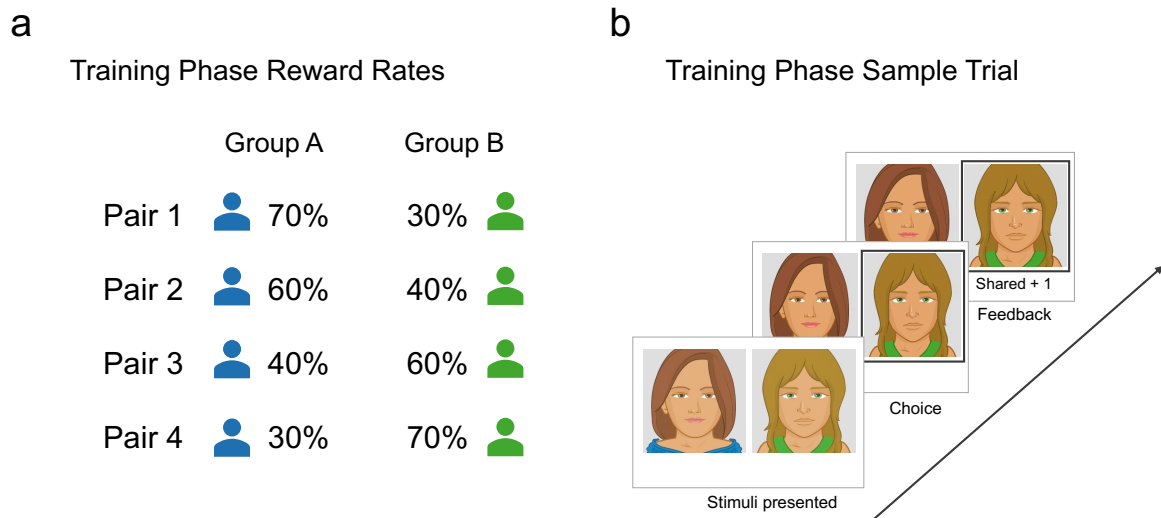 a
Training Phase Reward Rates
Group A
Group B
Pair 1 70% 30%
Pair 2 60% 40%
Pair 3 40% 60%
Pair 4 30% 70%
b
Training Phase Sample Trial
Shared + 1
Feedback
Choice
Stimuli presented